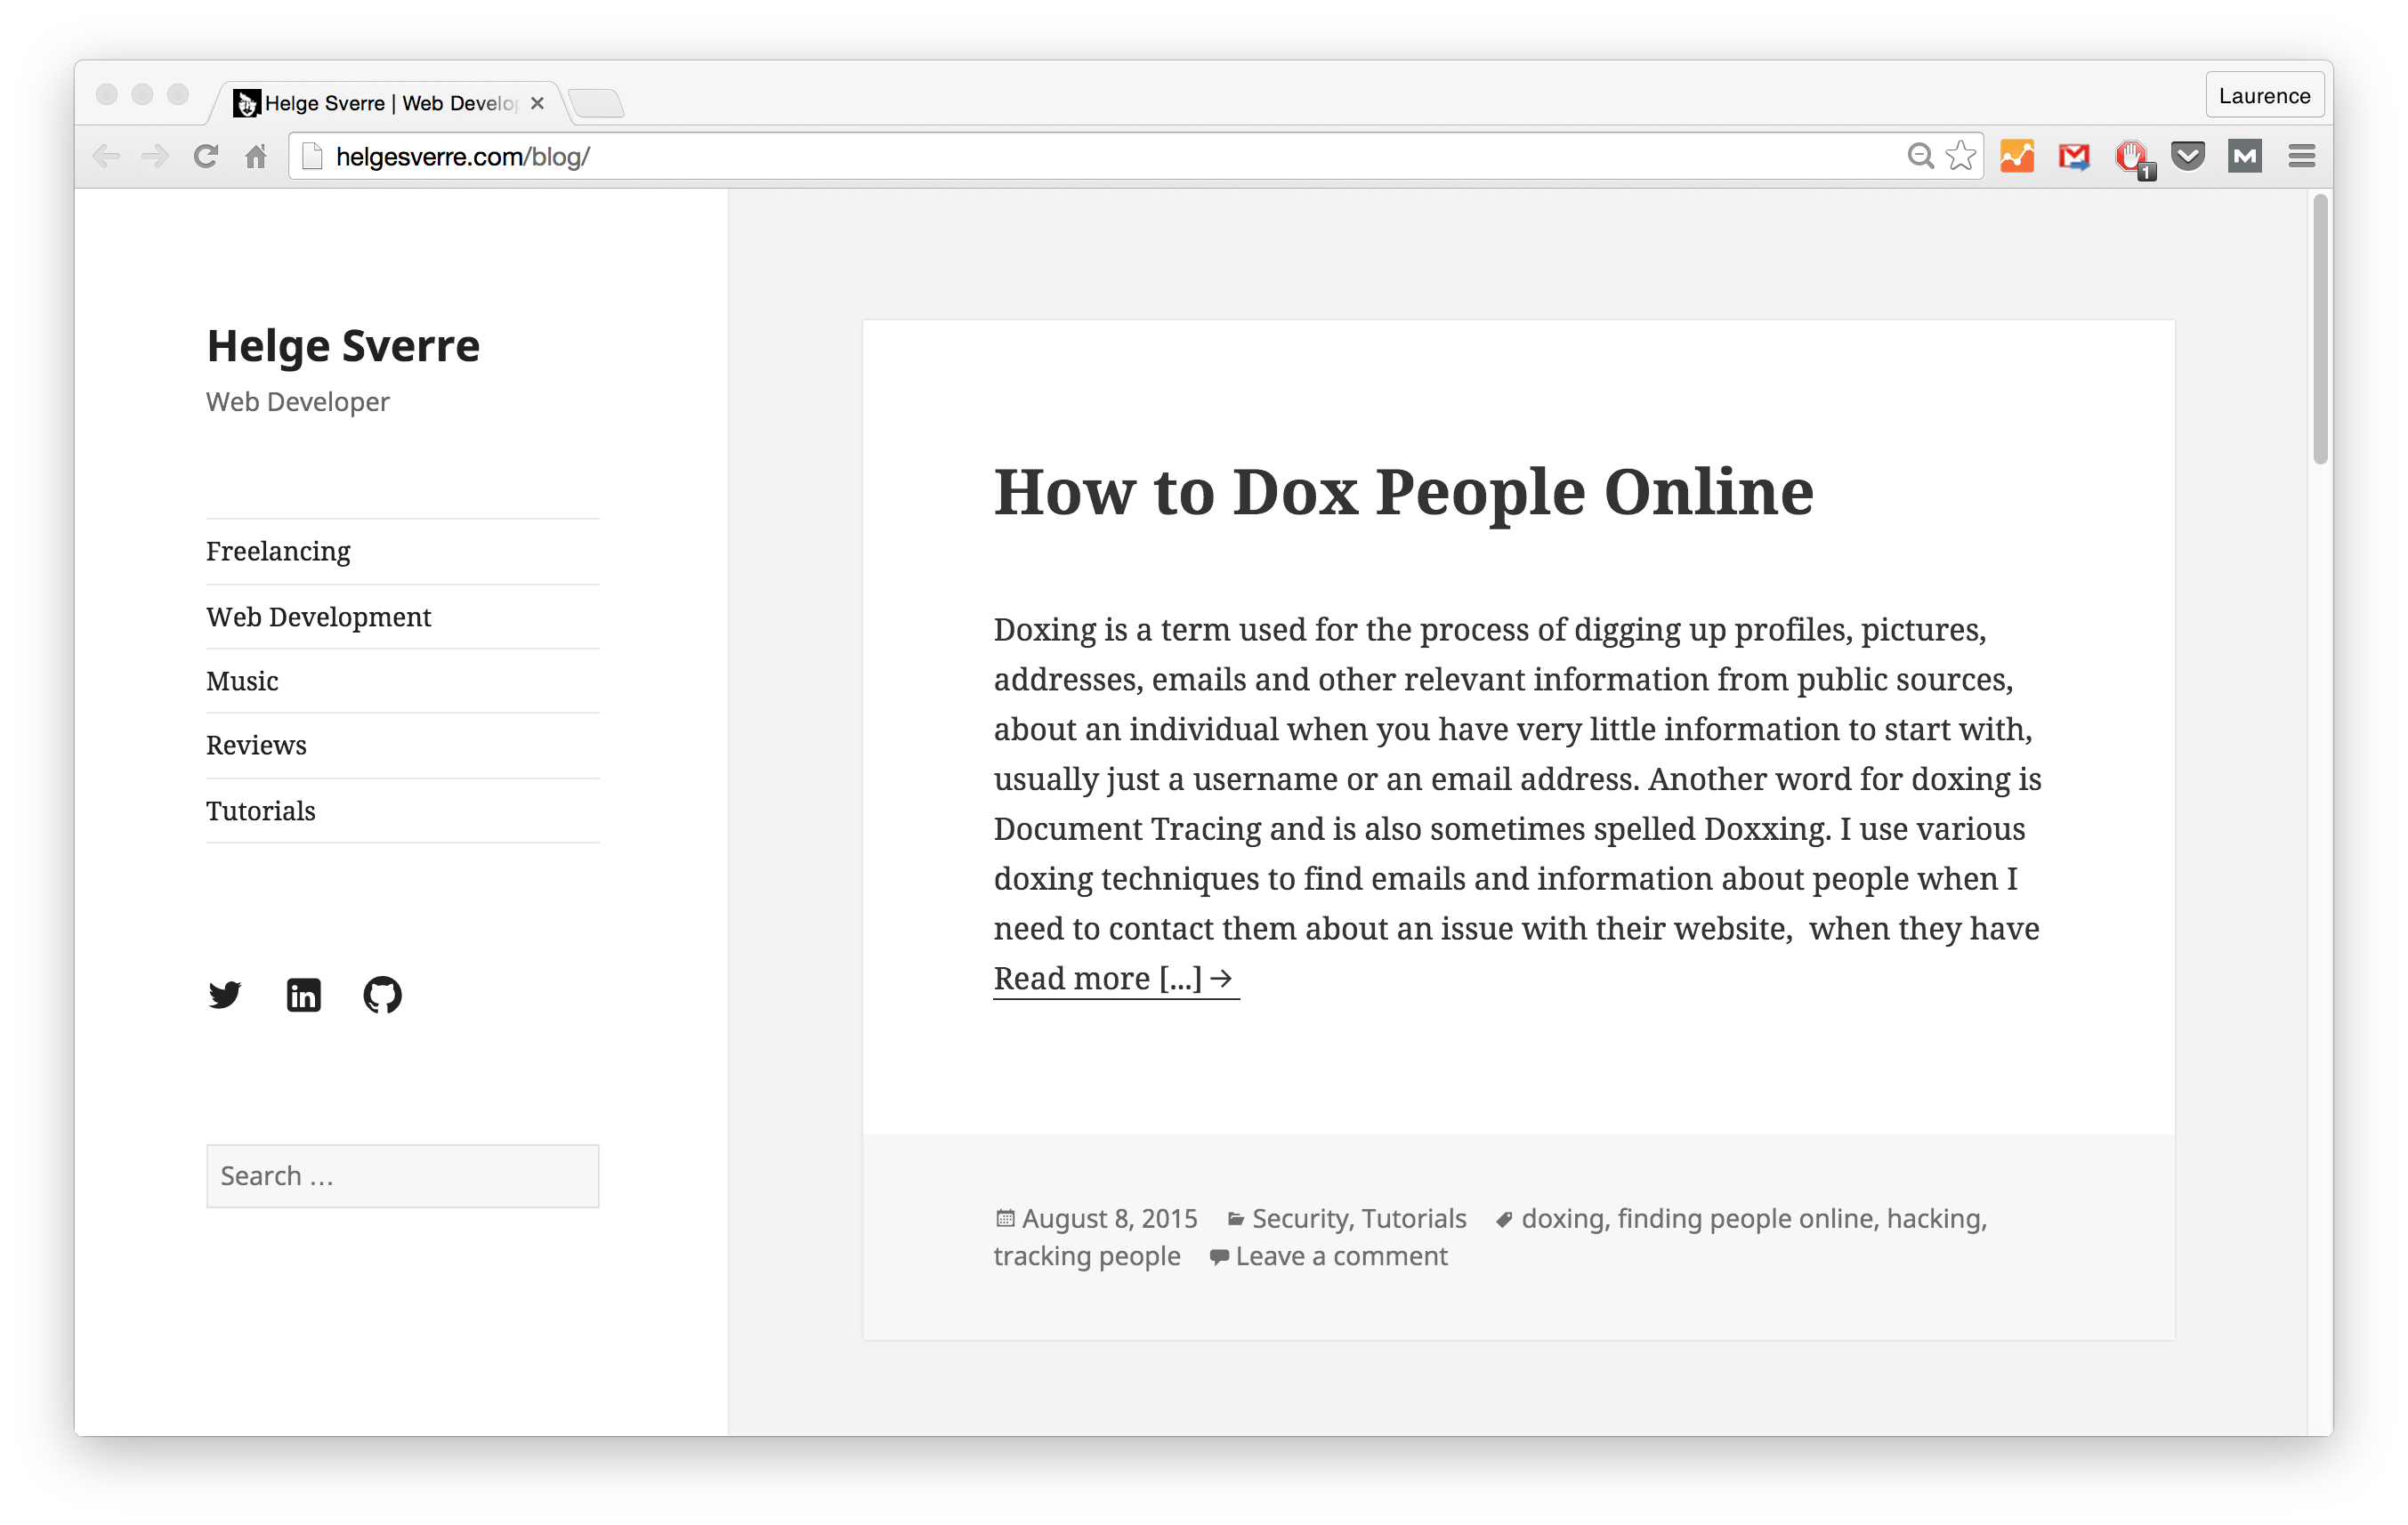 Helge Sverre | Web Develo
Laurence
helgesverre.com/blog/
1
Helge Sverre
Web Developer
Freelancing
Web Development
Music
Reviews
Tutorials
Search …
How to Dox People Online
Doxing is a term used for the process of digging up profiles, pictures,
addresses, emails and other relevant information from public sources,
about an individual when you have very little information to start with,
usually just a username or an email address. Another word for doxing is
Document Tracing and is also sometimes spelled Doxxing. I use various
doxing techniques to find emails and information about people when I
need to contact them about an issue with their website,  when they have
Read more [...] →
August 8, 2015 Security, Tutorials doxing, finding people online, hacking,
tracking people Leave a comment